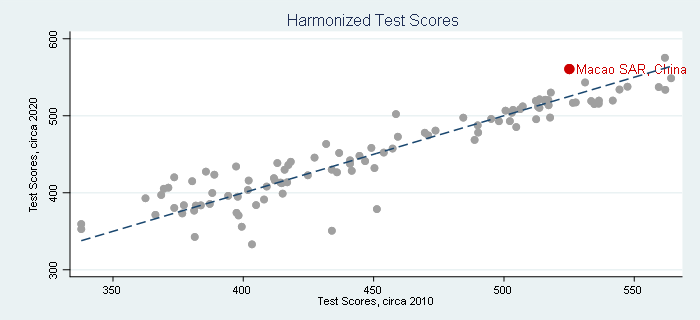 Harmonized Test Scores
Test Scores, circa 2020
600
500
400
300
Macao SAR, China
350
400
450
500
550
Test Scores, circa 2010